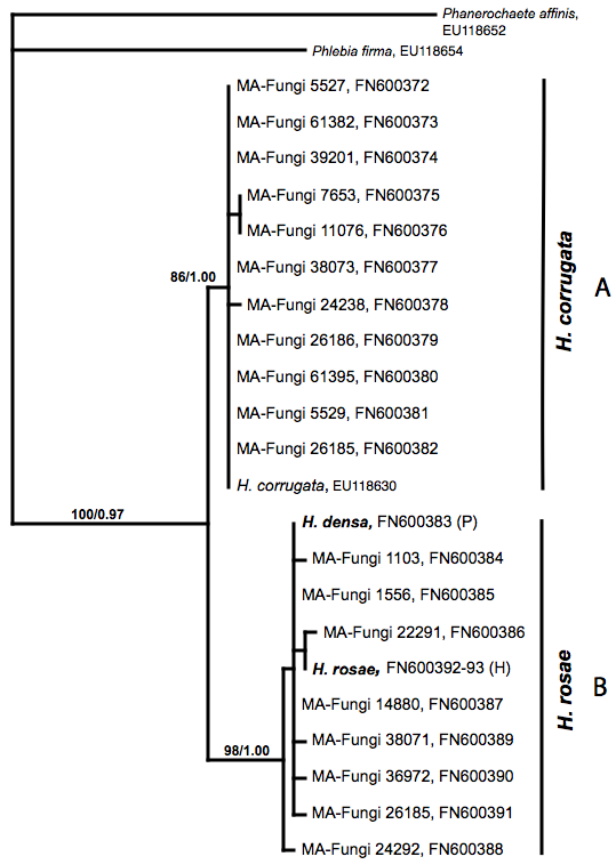 Phanerochaete affinis,
EU118652
Phlebia firma, EU118654
MA-Fungi 5527, FN600372
MA-Fungi 61382, FN600373
MA-Fungi 39201, FN600374
MA-Fungi 7653, FN600375
MA-Fungi 11076, FN600376
MA-Fungi 38073, FN600377
86/1.00
MA-Fungi 24238, FN600378
MA-Fungi 26186, FN600379
MA-Fungi 61395, FN600380
MA-Fungi 5529, FN600381
MA-Fungi 26185, FN600382
H. corrugata, EU118630
H. corrugata
A
100/0.97
H. densa, FN600383 (P)
MA-Fungi 1103, FN600384
MA-Fungi 1556, FN600385
MA-Fungi 22291, FN600386
H. rosae, FN600392-93 (H)
MA-Fungi 14880, FN600387
MA-Fungi 38071, FN600389
98/1.00
MA-Fungi 36972, FN600390
MA-Fungi 26185, FN600391
MA-Fungi 24292, FN600388
H. rosae
B